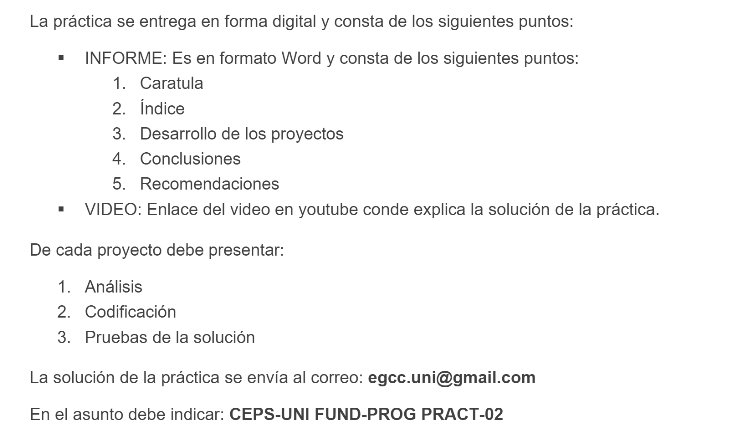 La práctica se entrega en forma digital y consta de los siguientes puntos:
▪ INFORME: Es en formato Word y consta de los siguientes puntos:
1. Caratula
2. Índice
3. Desarrollo de los proyectos
4. Conclusiones
5. Recomendaciones
▪ VIDEO: Enlace del video en youtube conde explica la solución de la práctica.
De cada proyecto debe presentar:
1. Análisis
2. Codificación
3. Pruebas de la solución
La solución de la práctica se envía al correo: egcc.uni@gmail.com
En el asunto debe indicar: CEPS-UNI FUND-PROG PRACT-02